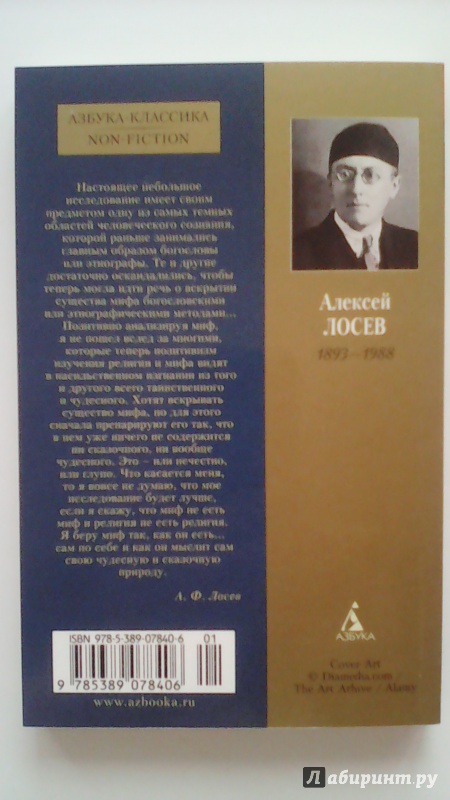 АЗБУКА-КЛАССИКА
NON-FICTION
Настоящее небольшое
исследование имеет своим
предметом одну из самых темных
областей человеческого сознания,
которой раньше занимались
главным образом богословы
или этнографы. Те и другие
достаточно оскандалились, чтобы
теперь могла идти речь о вскрытии
существа мифа богословскими
или этнографическими методами...
Позитивно анализируя миф,
я не пошел вслед за многими,
которые теперь позитивизм
изучения религии и мифа видят
в насильственном изгнании из того
и другого всего таинственного
и чудесного. Хотят вскрывать
существо мифа, но для этого
сначала препарируют его так, что
в нем уже ничего не содержится
ни сказочного, ни вообще
чудесного. Это – или нечестно,
или глупо. Что касается меня,
то я вовсе не думаю, что мое
исследование будет лучше,
если я скажу, что миф не есть
миф и религия не есть религия.
Я беру миф так, как он есть...
сам по себе и как он мыслит сам
свою чудесную и сказочную
природу.
А. Ф. Лосев
ISBN 978-5-389-07840-6
01
9 785389 078406
www.azbooka.ru
Алексей
ЛОСЕВ
1893–1988
АЗБУКА
Cover Art
© Diomedia.com /
The Art Arhive / Alamy
Лабиринт.ру